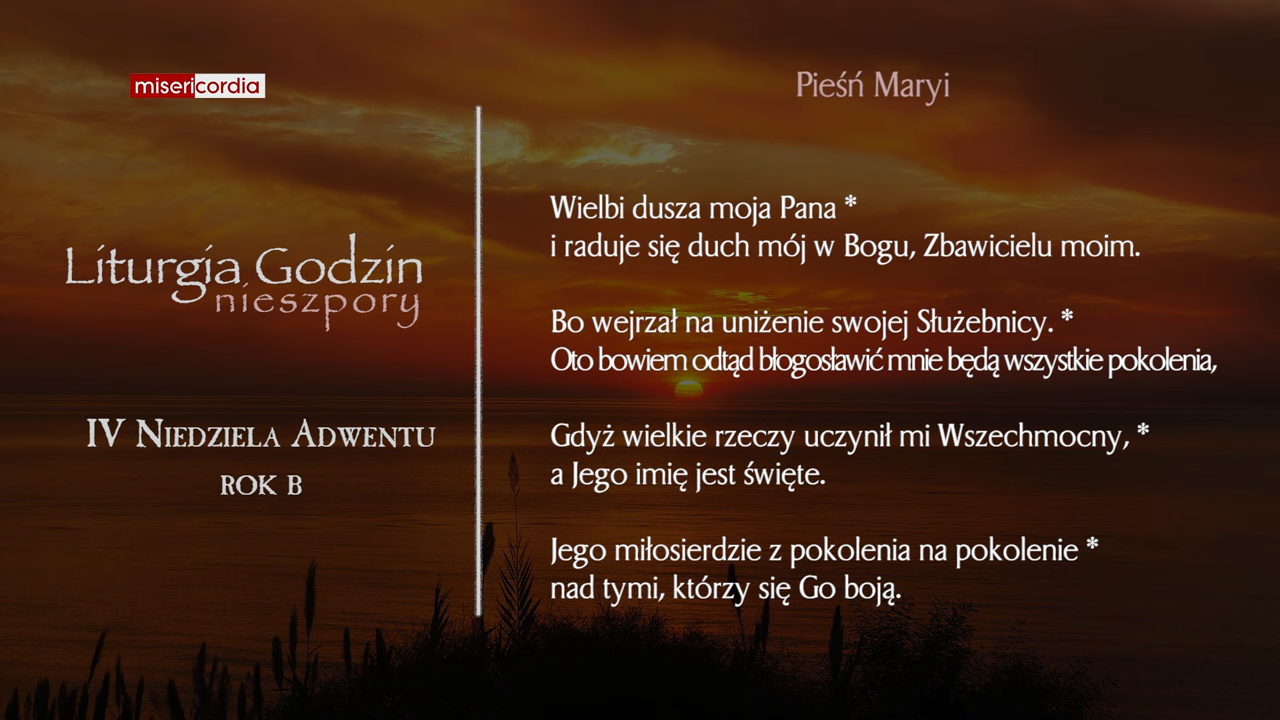 misericordia
Liturgia Godzin
nieszpory
IV Niedziela Adwentu
rok B
Pieśń Maryi
Wielbi dusza moja Pana *
i raduje się duch mój w Bogu, Zbawicielu moim.
Bo wejrzał na uniżenie swojej Służebnicy. *
Oto bowiem odtąd błogosławić mnie będą wszystkie pokolenia,
Gdyż wielkie rzeczy uczynił mi Wszechmocny, *
a Jego imię jest święte.
Jego miłosierdzie z pokolenia na pokolenie *
nad tymi, którzy się Go boją.